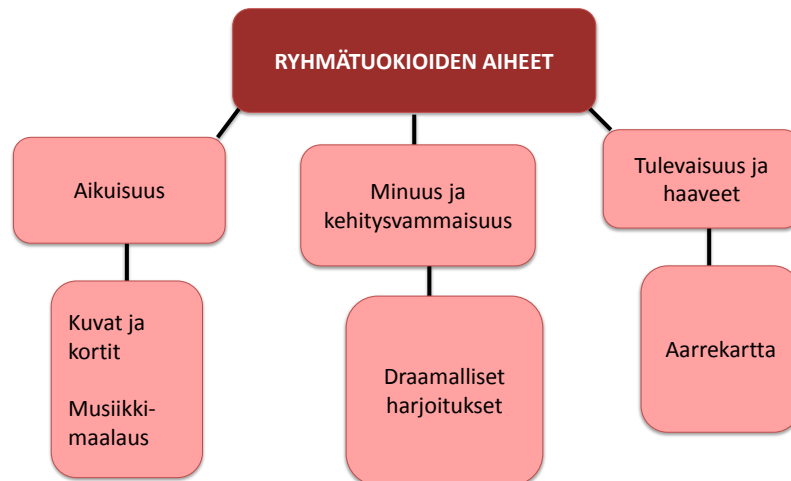 RYHMÄTUOKIOIDEN AIHEET
Aikuisuus
Minuus ja
kehitysvammaisuus
Tulevaisuus ja
haaveet
Kuvat ja
kortit
Musiikki-
maalaus
Draamalliset
harjoitukset
Aarrekartta